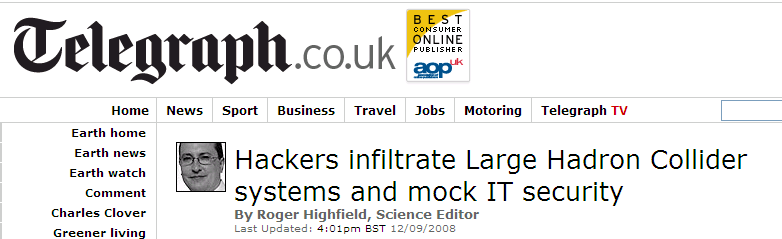 Telegraph.co.uk
BEST
CONSUMER
ONLINE
PUBLISHER
aop uk
Home News Sport Business Travel Jobs Motoring Telegraph TV
Earth home
Earth news
Earth watch
Comment
Charles Clover
Greener living
Hackers infiltrate Large Hadron Collider
systems and mock IT security
By Roger Highfield, Science Editor
Last Updated: 4:01pm BST 12/09/2008